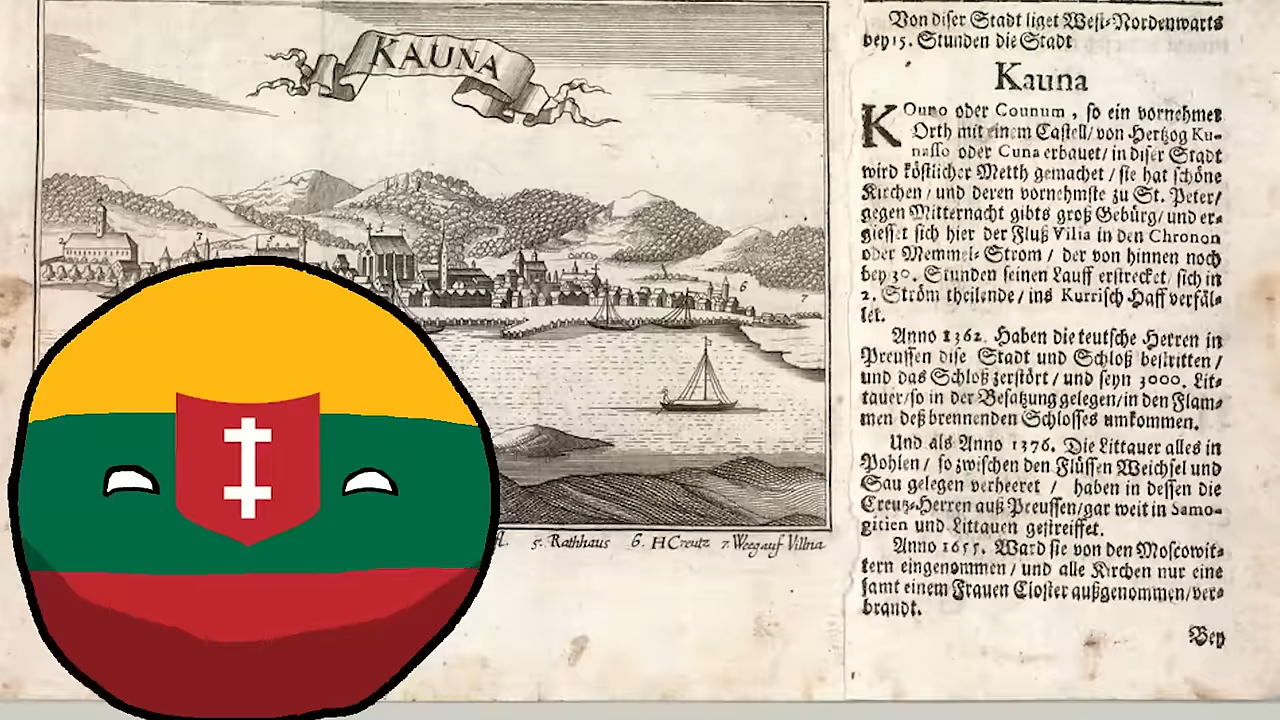 KAUNA
2
7
5
6
7
ſl. 5. Rathhaus 6. H Creutz 7. Weeg auf Villna
Von diſer Stadt liget Weſt-Nordenwarts
bey 15. Stunden die Stadt
Kauna
KOuno oder Counum, ſo ein vornehmer
Orth mit einem Caſtell/ von Hertzog Ku-
naſſo oder Cuna erbauet/ in diſer Stadt
wird köſtlicher Metth gemachet / ſie hat ſchöne
Kirchen / und deren vornehmſte zu St. Peter/
gegen Mitternacht gibts groß Gebürg/ und er-
gieſſet ſich hier der Fluß Vilia in den Chronon
oder Memmel-Strom / der von hinnen noch
bey 30. Stunden ſeinen Lauff erſtrecket, ſich in
2. Ström theilende / ins Kurriſch Haff verfäl-
let.
Anno 1362. Haben die teutſche Herren in
Preuſſen diſe Stadt und Schloß beſtritten /
und das Schloß zerſtört / und ſeyn 3000. Lit-
tauer/ ſo in der Beſatzung gelegen/ in den Flam-
men deß brennenden Schloſſes umkommen.
Und als Anno 1376. Die Littauer alles in
Pohlen / ſo zwiſchen den Flüſſen Weichſel und
Sau gelegen verheeret / haben in deſſen die
Creutz-Herren auß Preuſſen/ gar weit in Samo-
gitien und Littauen geſtreiffet.
Anno 1655. Ward ſie von den Moſcowit-
tern eingenommen / und alle Kirchen nur eine
ſamt einem Frauen Cloſter außgenommen/ ver-
brandt.
Bey